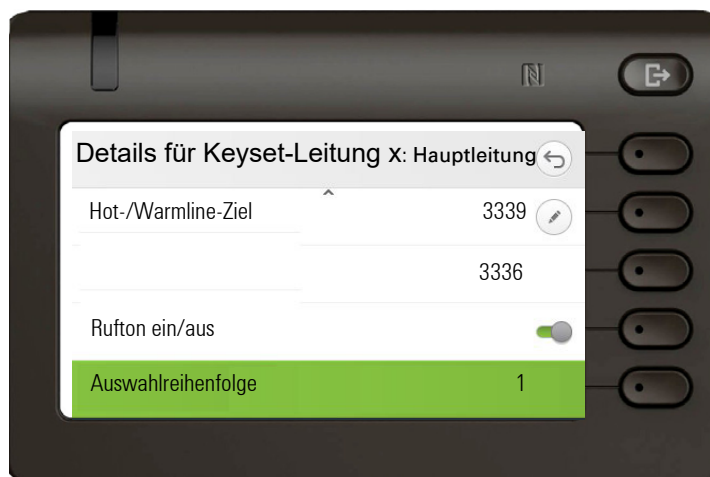 Details für Keyset-Leitung X: Hauptleitung
Hot-/Warmline-Ziel 3339
3336
Rufton ein/aus
Auswahlreihenfolge 1